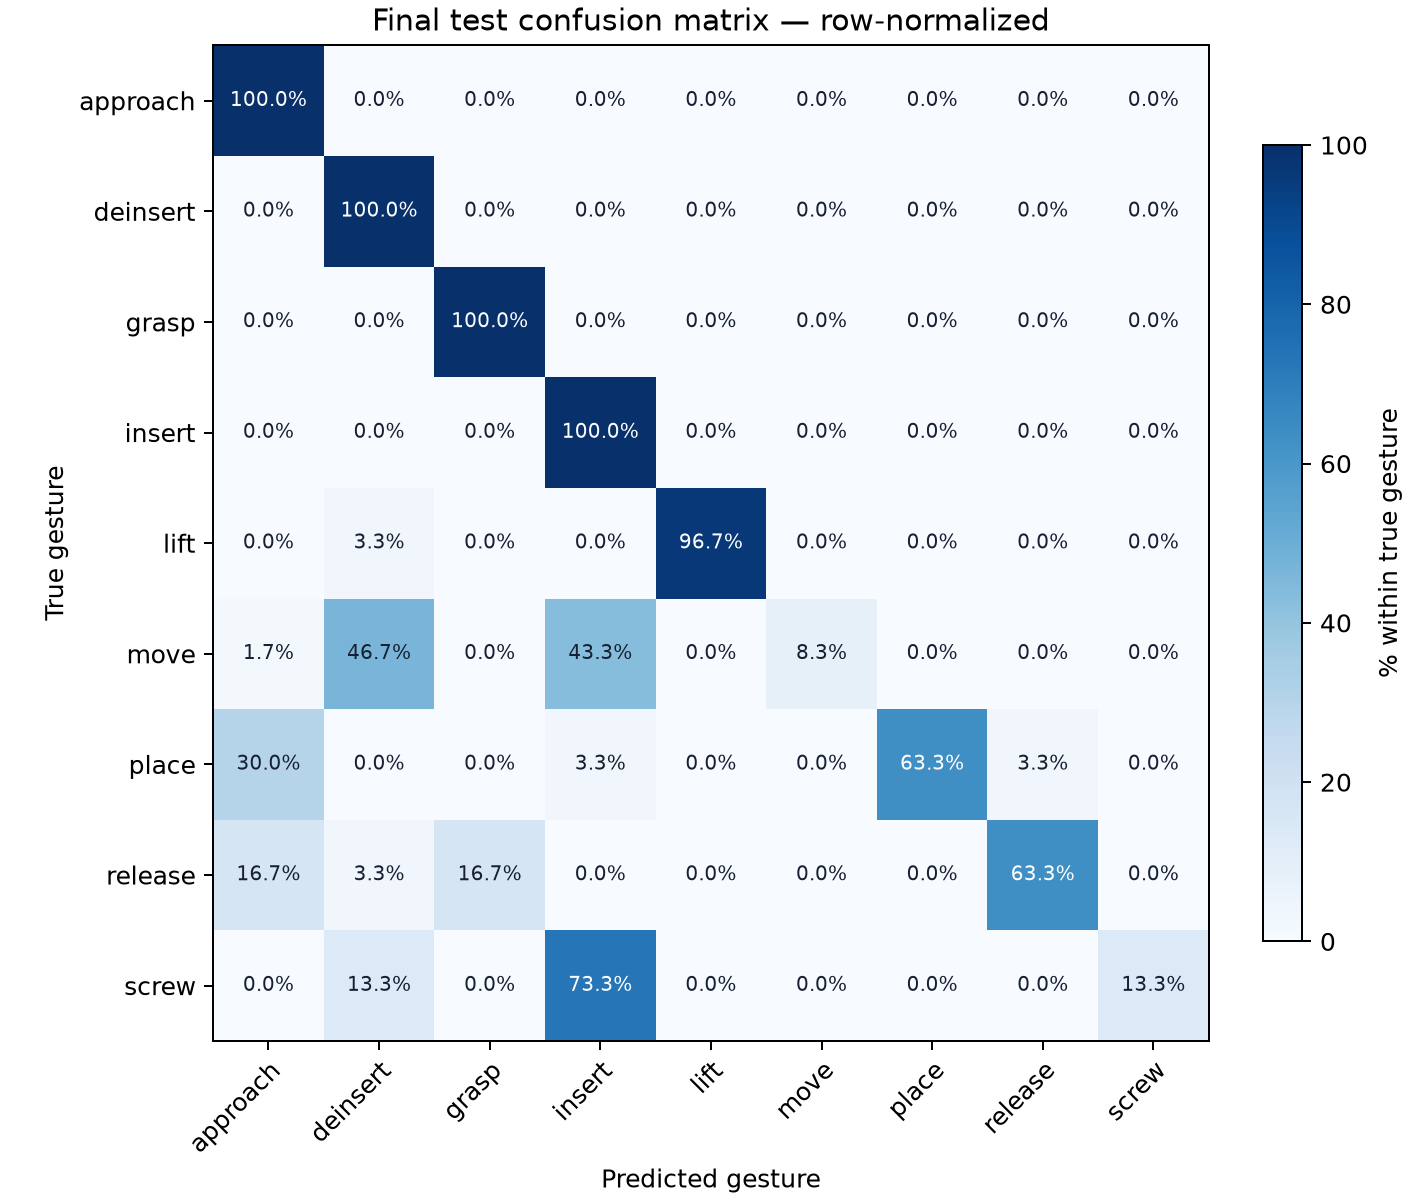 Final test confusion matrix — row-normalized
approach 100.0% 0.0% 0.0% 0.0% 0.0% 0.0% 0.0% 0.0% 0.0%
deinsert 0.0% 100.0% 0.0% 0.0% 0.0% 0.0% 0.0% 0.0% 0.0%
grasp 0.0% 0.0% 100.0% 0.0% 0.0% 0.0% 0.0% 0.0% 0.0%
insert 0.0% 0.0% 0.0% 100.0% 0.0% 0.0% 0.0% 0.0% 0.0%
lift 0.0% 3.3% 0.0% 0.0% 96.7% 0.0% 0.0% 0.0% 0.0%
move 1.7% 46.7% 0.0% 43.3% 0.0% 8.3% 0.0% 0.0% 0.0%
place 30.0% 0.0% 0.0% 3.3% 0.0% 0.0% 63.3% 3.3% 0.0%
release 16.7% 3.3% 16.7% 0.0% 0.0% 0.0% 0.0% 63.3% 0.0%
screw 0.0% 13.3% 0.0% 73.3% 0.0% 0.0% 0.0% 0.0% 13.3%
approach deinsert grasp insert lift move place release screw
Predicted gesture
True gesture
100
80
60
40
20
0
% within true gesture